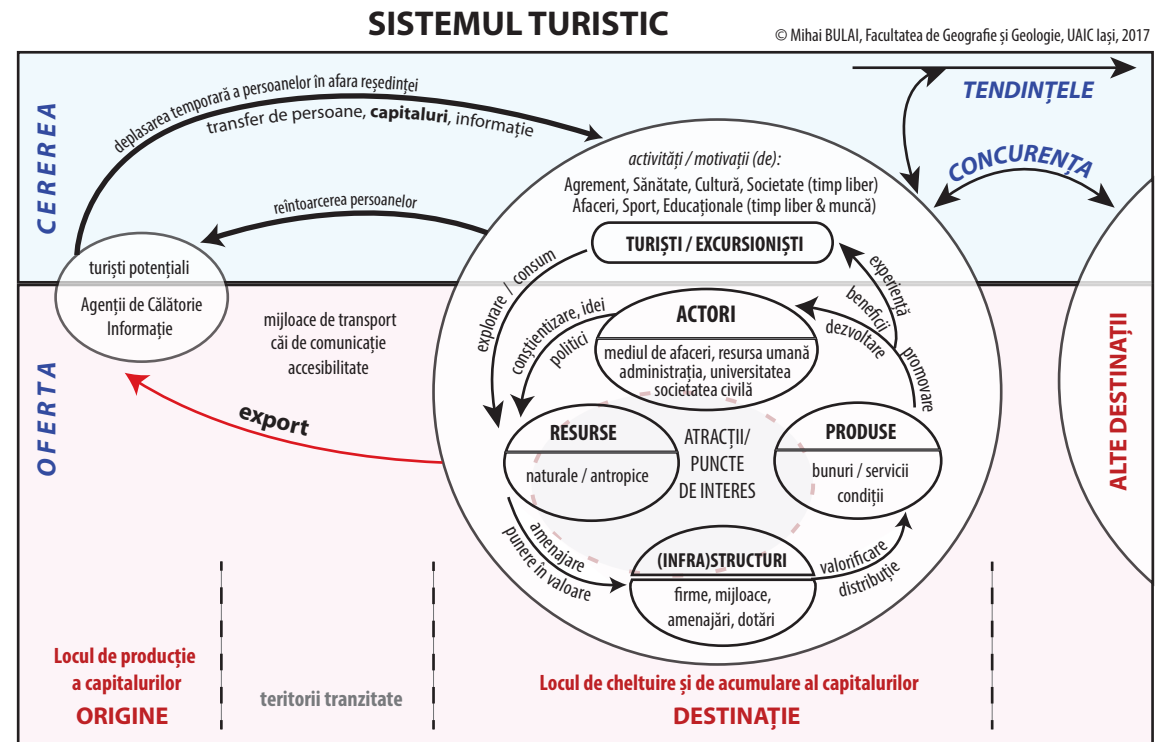 SISTEMUL TURISTIC
© Mihai BULAI, Facultatea de Geografie și Geologie, UAIC Iași, 2017
CEREREA
deplasarea temporară a persoanelor în afara reședinței
transfer de persoane, capitaluri, informație
reîntoarcerea persoanelor
TENDINȚELE
CONCURENȚA
activități / motivații (de):
Agrement, Sănătate, Cultură, Societate (timp liber)
Afaceri, Sport, Educaționale (timp liber & muncă)
TURIȘTI / EXCURSIONIȘTI
turiști potențiali
Agenții de Călătorie
Informație
OFERTA
mijloace de transport
căi de comunicație
accesibilitate
export
explorare / consum
conștientizare, idei
politici
experiență
beneficii
dezvoltare
promovare
ACTORI
mediul de afaceri, resursa umană
administrația, universitatea
societatea civilă
RESURSE
naturale / antropice
ATRACȚII/
PUNCTE
DE INTERES
PRODUSE
bunuri / servicii
condiții
amenajare
punere în valoare
(INFRA)STRUCTURI
firme, mijloace,
amenajări, dotări
valorificare
distribuție
ALTE DESTINAȚII
Locul de producție
a capitalurilor
ORIGINE
teritorii tranzitate
Locul de cheltuire și de acumulare al capitalurilor
DESTINAȚIE